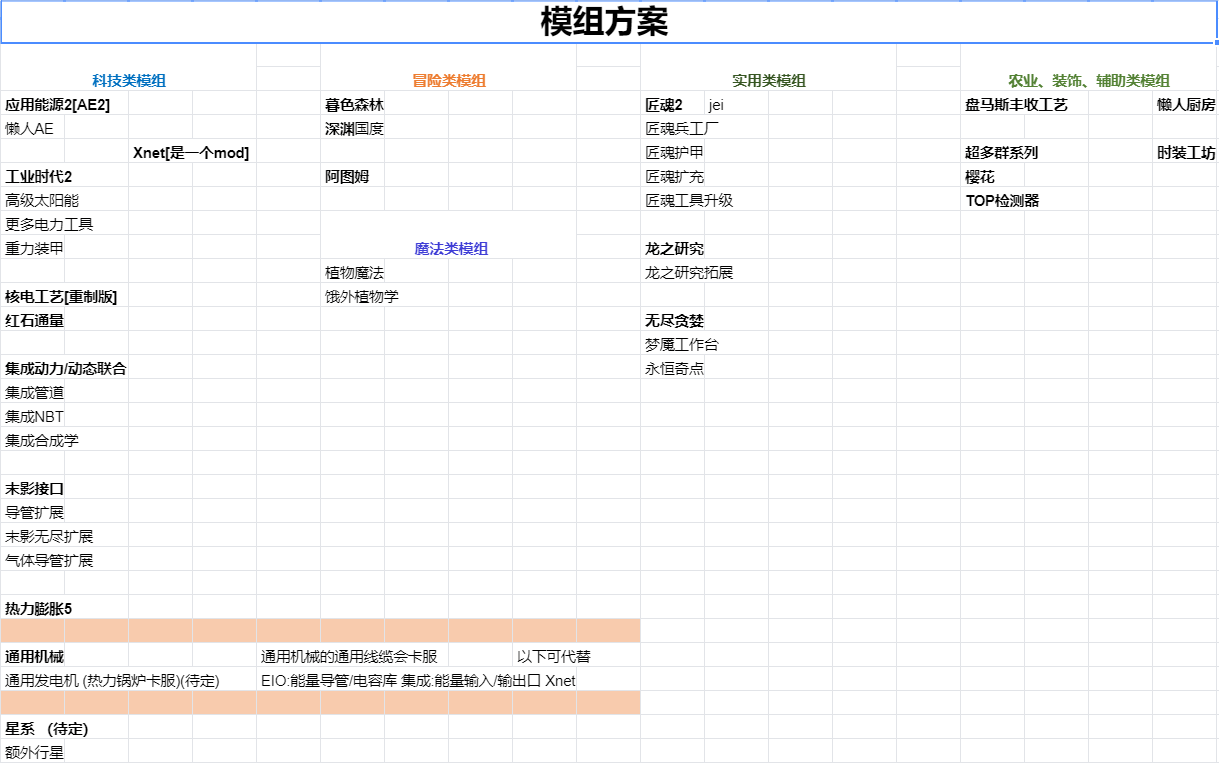 模组方案
科技类模组 冒险类模组 实用类模组 农业、装饰、辅助类模组
应用能源2[AE2] 暮色森林 匠魂2 jei 盘马斯丰收工艺 懒人厨房
懒人AE 深渊国度 匠魂兵工厂
Xnet[是一个mod] 匠魂护甲 超多群系列 时装工坊
工业时代2 阿图姆 匠魂扩充 樱花
高级太阳能 匠魂工具升级 TOP检测器
更多电力工具
重力装甲 魔法类模组 龙之研究
植物魔法 龙之研究拓展
核电工艺[重制版] 饿外植物学
红石通量 无尽贪婪
梦魇工作台
集成动力/动态联合 永恒奇点
集成管道
集成NBT
集成合成学
末影接口
导管扩展
末影无尽扩展
气体导管扩展
热力膨胀5
通用机械 通用机械的通用线缆会卡服 以下可代替
通用发电机 (热力锅炉卡服)(待定) EIO:能量导管/电容库 集成:能量输入/输出口 Xnet
星系 （待定)
额外行星